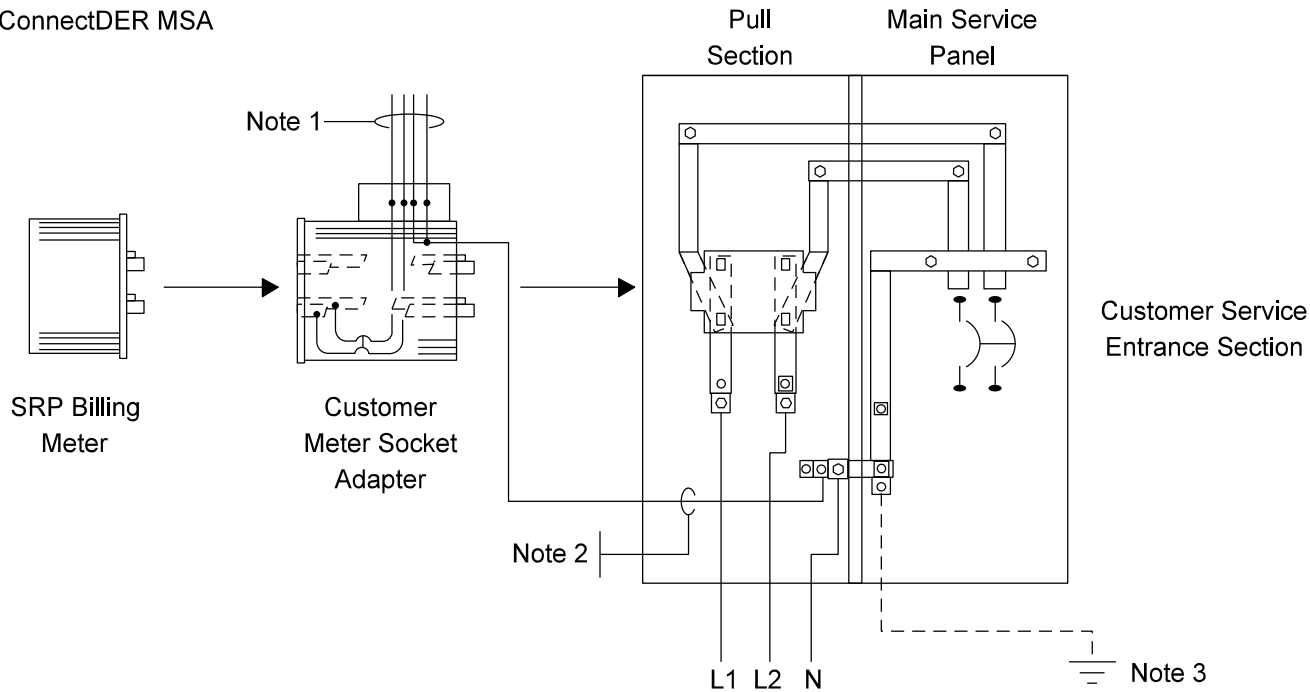 ConnectDER MSA
Pull
Section
Main Service
Panel
Note 1
SRP Billing
Meter
Customer
Meter Socket
Adapter
Customer Service
Entrance Section
Note 2
L1 L2 N
Note 3